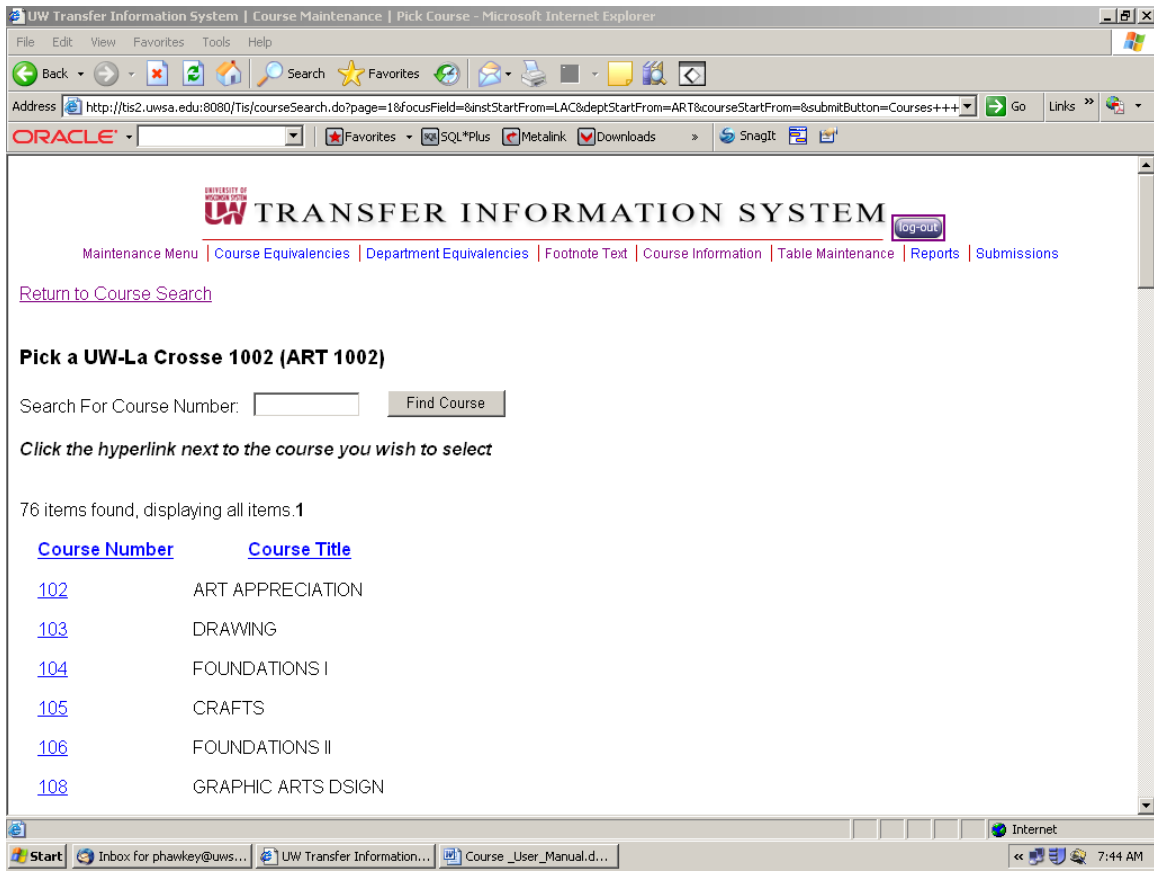 UW Transfer Information System | Course Maintenance | Pick Course - Microsoft Internet Explorer
File Edit View Favorites Tools Help
Back Search Favorites
Address http://tis2.uwsa.edu:8080/Tis/courseSearch.do?page=1&focusField=&instStartFrom=LAC&deptStartFrom=ART&courseStartFrom=&submitButton=Courses+++ Go Links »
ORACLE Favorites SQL*Plus Metalink Downloads » SnagIt
UNIVERSITY OF
WISCONSIN SYSTEM
UW TRANSFER INFORMATION SYSTEM log-out
Maintenance Menu | Course Equivalencies | Department Equivalencies | Footnote Text | Course Information | Table Maintenance | Reports | Submissions
Return to Course Search
Pick a UW-La Crosse 1002 (ART 1002)
Search For Course Number: Find Course
Click the hyperlink next to the course you wish to select
76 items found, displaying all items.1
Course Number Course Title
102 ART APPRECIATION
103 DRAWING
104 FOUNDATIONS I
105 CRAFTS
106 FOUNDATIONS II
108 GRAPHIC ARTS DSIGN
Internet
Start Inbox for phawkey@uws... UW Transfer Information... Course _User_Manual.d... « 7:44 AM